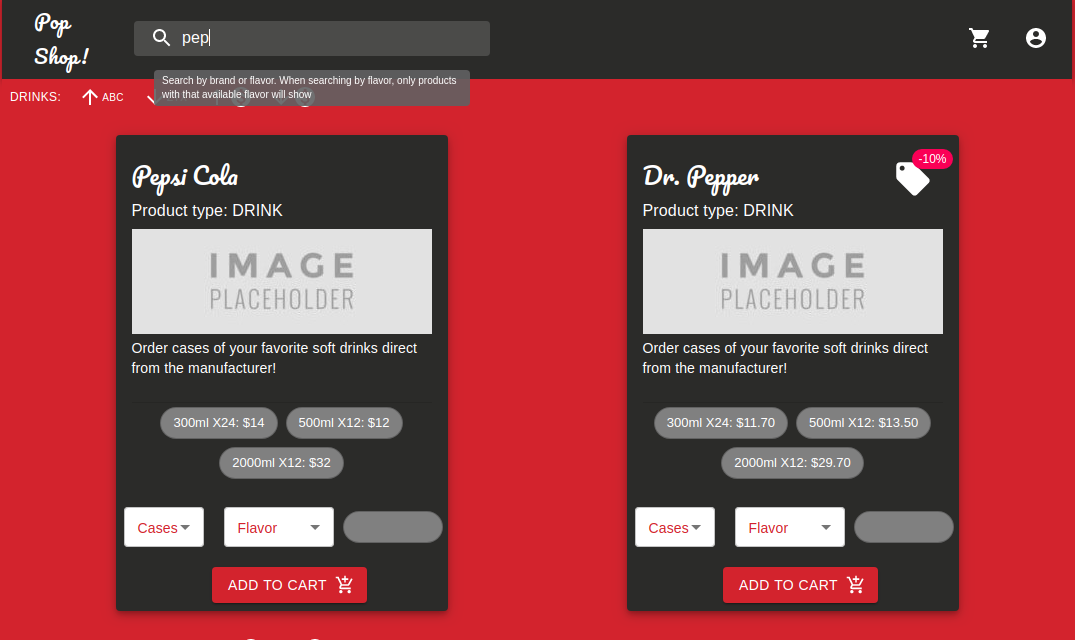 Pop
Shop!
pep
Search by brand or flavor. When searching by flavor, only products
with that available flavor will show
DRINKS:
ABC
Pepsi Cola
Product type: DRINK
IMAGE
PLACEHOLDER
Order cases of your favorite soft drinks direct
from the manufacturer!
300ml X24: $14
500ml X12: $12
2000ml X12: $32
Cases
Flavor
ADD TO CART
Dr. Pepper
-10%
Product type: DRINK
IMAGE
PLACEHOLDER
Order cases of your favorite soft drinks direct
from the manufacturer!
300ml X24: $11.70
500ml X12: $13.50
2000ml X12: $29.70
Cases
Flavor
ADD TO CART